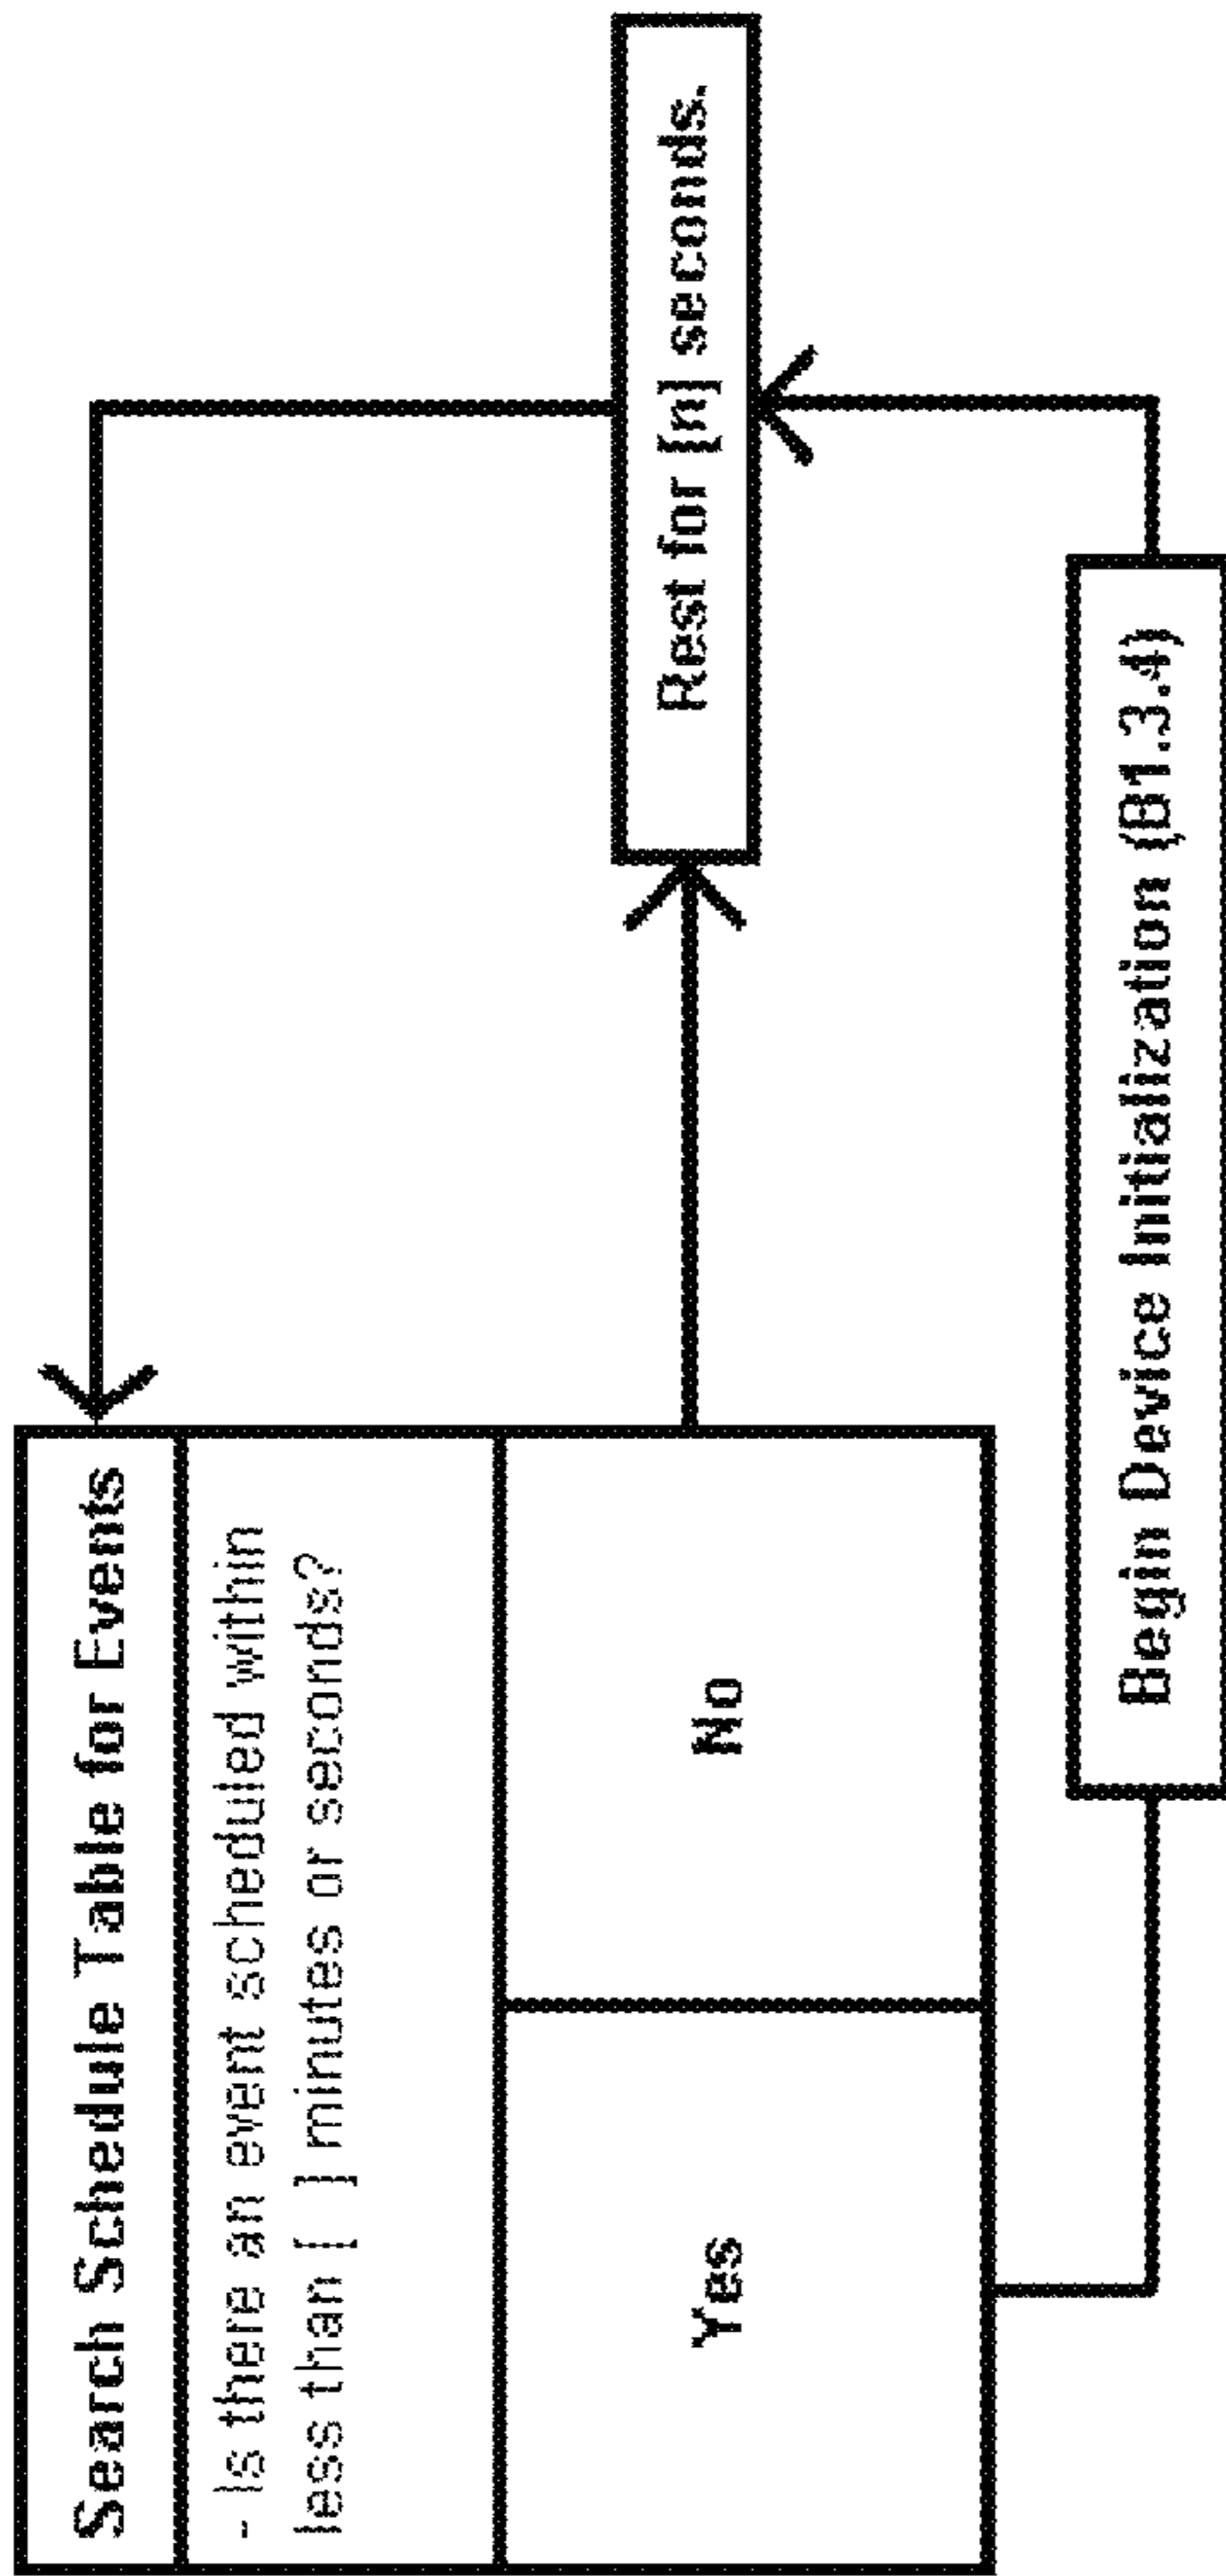 Search Schedule Table for Events
- Is there an event scheduled within
less than [ ] minutes or seconds?
Yes
No
Rest for [n] seconds.
Begin Device Initialization (B1.3.4)